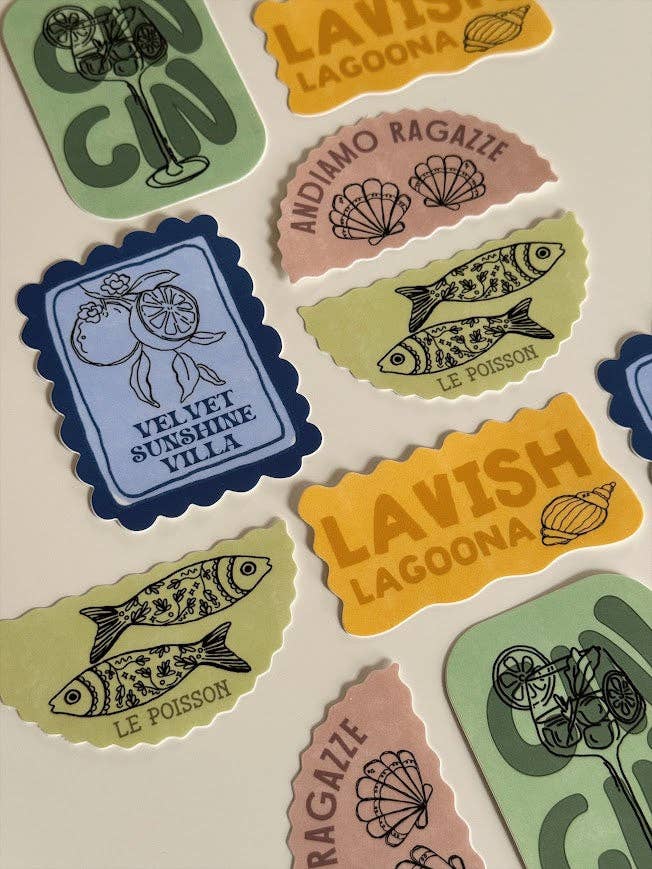 CIN
CIN
LAVISH
LAGOONA
ANDIAMO RAGAZZE
LE POISSON
VELVET
SUNSHINE
VILLA
LAVISH
LAGOONA
LE POISSON
RAGAZZE